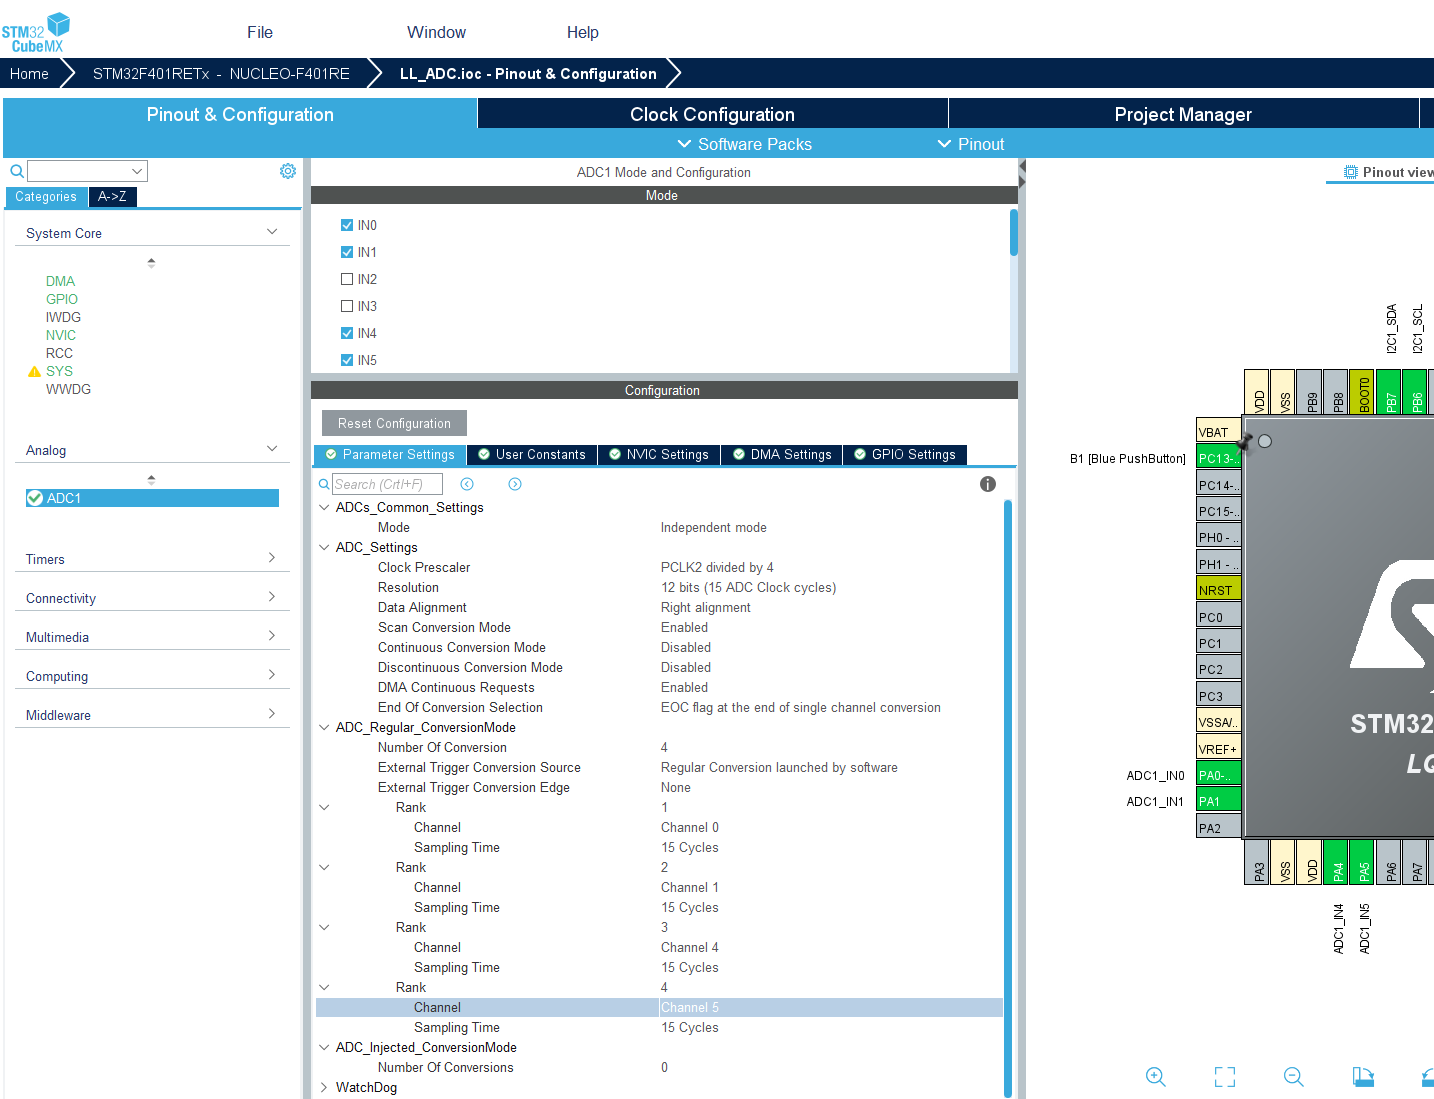 STM32
CubeMX
File
Window
Help
Home
STM32F401RETx - NUCLEO-F401RE
LL_ADC.ioc - Pinout & Configuration
Pinout & Configuration
Clock Configuration
Project Manager
Software Packs
Pinout
Categories
A->Z
System Core
DMA
GPIO
IWDG
NVIC
RCC
SYS
WWDG
Analog
ADC1
Timers
Connectivity
Multimedia
Computing
Middleware
ADC1 Mode and Configuration
Mode
IN0
IN1
IN2
IN3
IN4
IN5
Configuration
Reset Configuration
Parameter Settings
User Constants
NVIC Settings
DMA Settings
GPIO Settings
Search (Crtl+F)
ADCs_Common_Settings
Mode Independent mode
ADC_Settings
Clock Prescaler PCLK2 divided by 4
Resolution 12 bits (15 ADC Clock cycles)
Data Alignment Right alignment
Scan Conversion Mode Enabled
Continuous Conversion Mode Disabled
Discontinuous Conversion Mode Disabled
DMA Continuous Requests Enabled
End Of Conversion Selection EOC flag at the end of single channel conversion
ADC_Regular_ConversionMode
Number Of Conversion 4
External Trigger Conversion Source Regular Conversion launched by software
External Trigger Conversion Edge None
Rank 1
Channel Channel 0
Sampling Time 15 Cycles
Rank 2
Channel Channel 1
Sampling Time 15 Cycles
Rank 3
Channel Channel 4
Sampling Time 15 Cycles
Rank 4
Channel Channel 5
Sampling Time 15 Cycles
ADC_Injected_ConversionMode
Number Of Conversions 0
WatchDog
Pinout view
I2C1_SDA
I2C1_SCL
VDD
VSS
PB9
PB8
BOOT0
PB7
PB6
VBAT
B1 [Blue PushButton] PC13-..
PC14-..
PC15-..
PH0 - ..
PH1 - ..
NRST
PC0
PC1
PC2
PC3
VSSA/..
VREF+
ADC1_IN0 PA0-..
ADC1_IN1 PA1
PA2
STM32
LQ
PA3
VSS
VDD
PA4
PA5
PA6
PA7
ADC1_IN4
ADC1_IN5